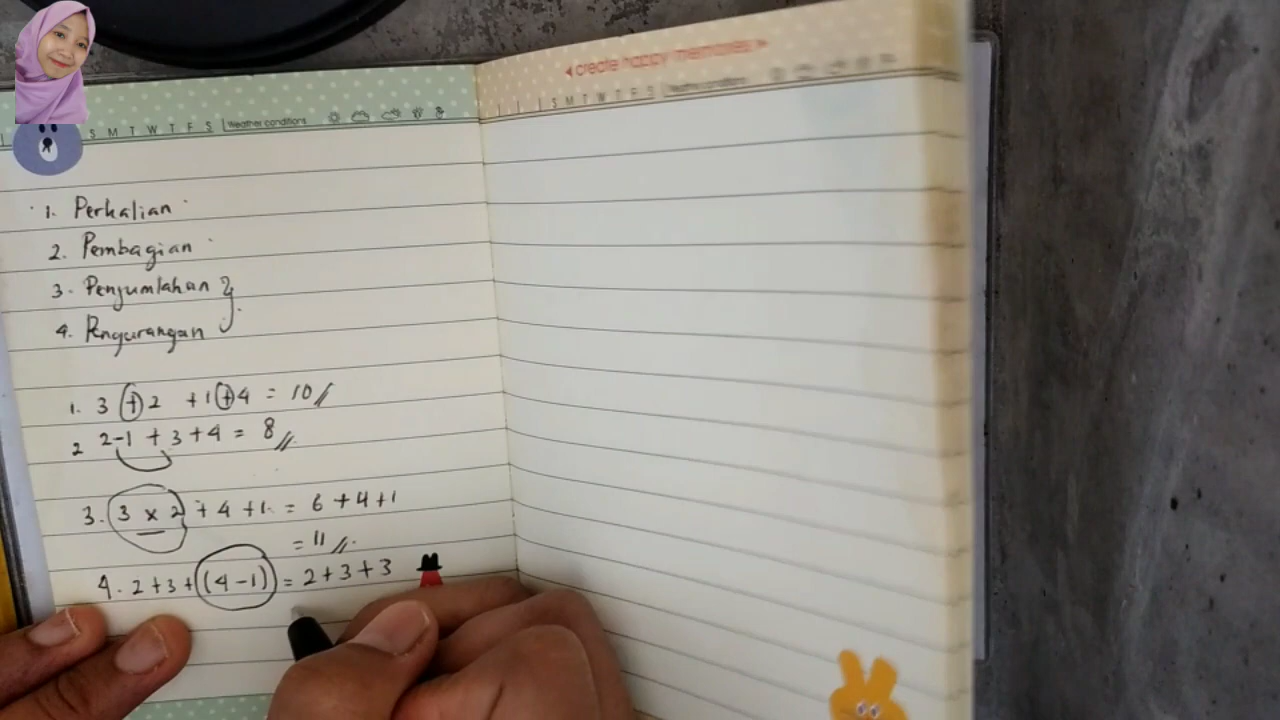 create happy memories
S M T W T F S Weather conditions
S M T W T F S Weather conditions
1. Perkalian
2. Pembagian
3. Penjumlahan
4. Pengurangan
1. 3 + 2 + 1 + 4 = 10
2 2 - 1 + 3 + 4 = 8
3. 3 x 2 + 4 + 1 = 6 + 4 + 1
= 11
4. 2 + 3 + (4 - 1) = 2 + 3 + 3